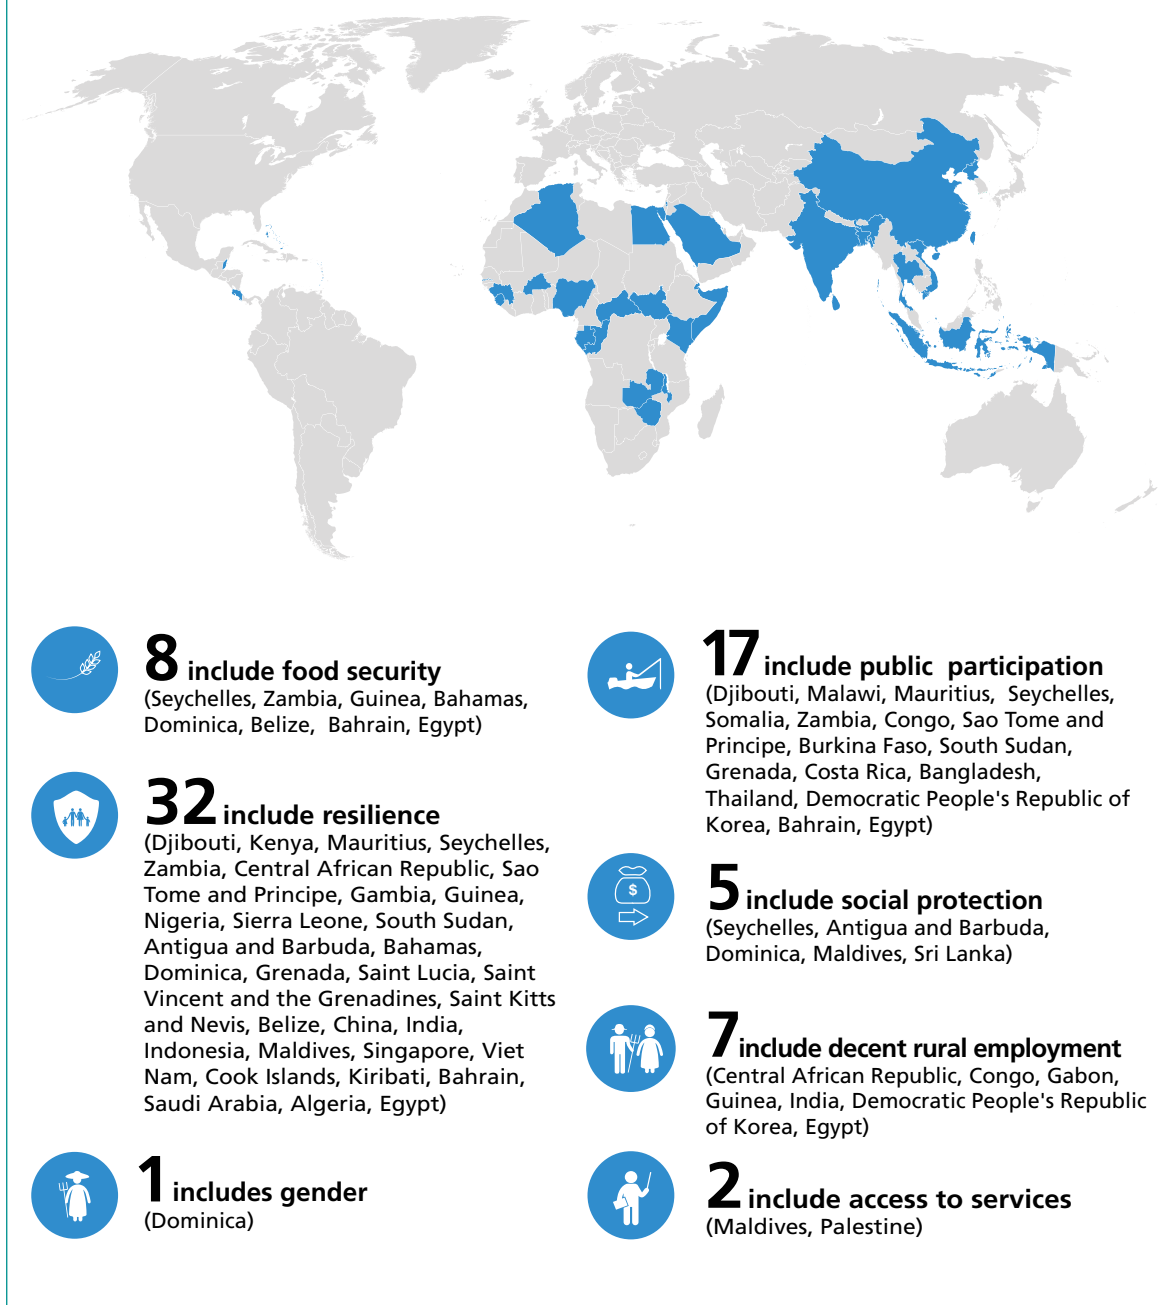 8 include food security
(Seychelles, Zambia, Guinea, Bahamas,
Dominica, Belize, Bahrain, Egypt)
32 include resilience
(Djibouti, Kenya, Mauritius, Seychelles,
Zambia, Central African Republic, Sao
Tome and Principe, Gambia, Guinea,
Nigeria, Sierra Leone, South Sudan,
Antigua and Barbuda, Bahamas,
Dominica, Grenada, Saint Lucia, Saint
Vincent and the Grenadines, Saint Kitts
and Nevis, Belize, China, India,
Indonesia, Maldives, Singapore, Viet
Nam, Cook Islands, Kiribati, Bahrain,
Saudi Arabia, Algeria, Egypt)
1 includes gender
(Dominica)
17 include public participation
(Djibouti, Malawi, Mauritius, Seychelles,
Somalia, Zambia, Congo, Sao Tome and
Principe, Burkina Faso, South Sudan,
Grenada, Costa Rica, Bangladesh,
Thailand, Democratic People's Republic of
Korea, Bahrain, Egypt)
$
5 include social protection
(Seychelles, Antigua and Barbuda,
Dominica, Maldives, Sri Lanka)
7 include decent rural employment
(Central African Republic, Congo, Gabon,
Guinea, India, Democratic People's Republic
of Korea, Egypt)
2 include access to services
(Maldives, Palestine)